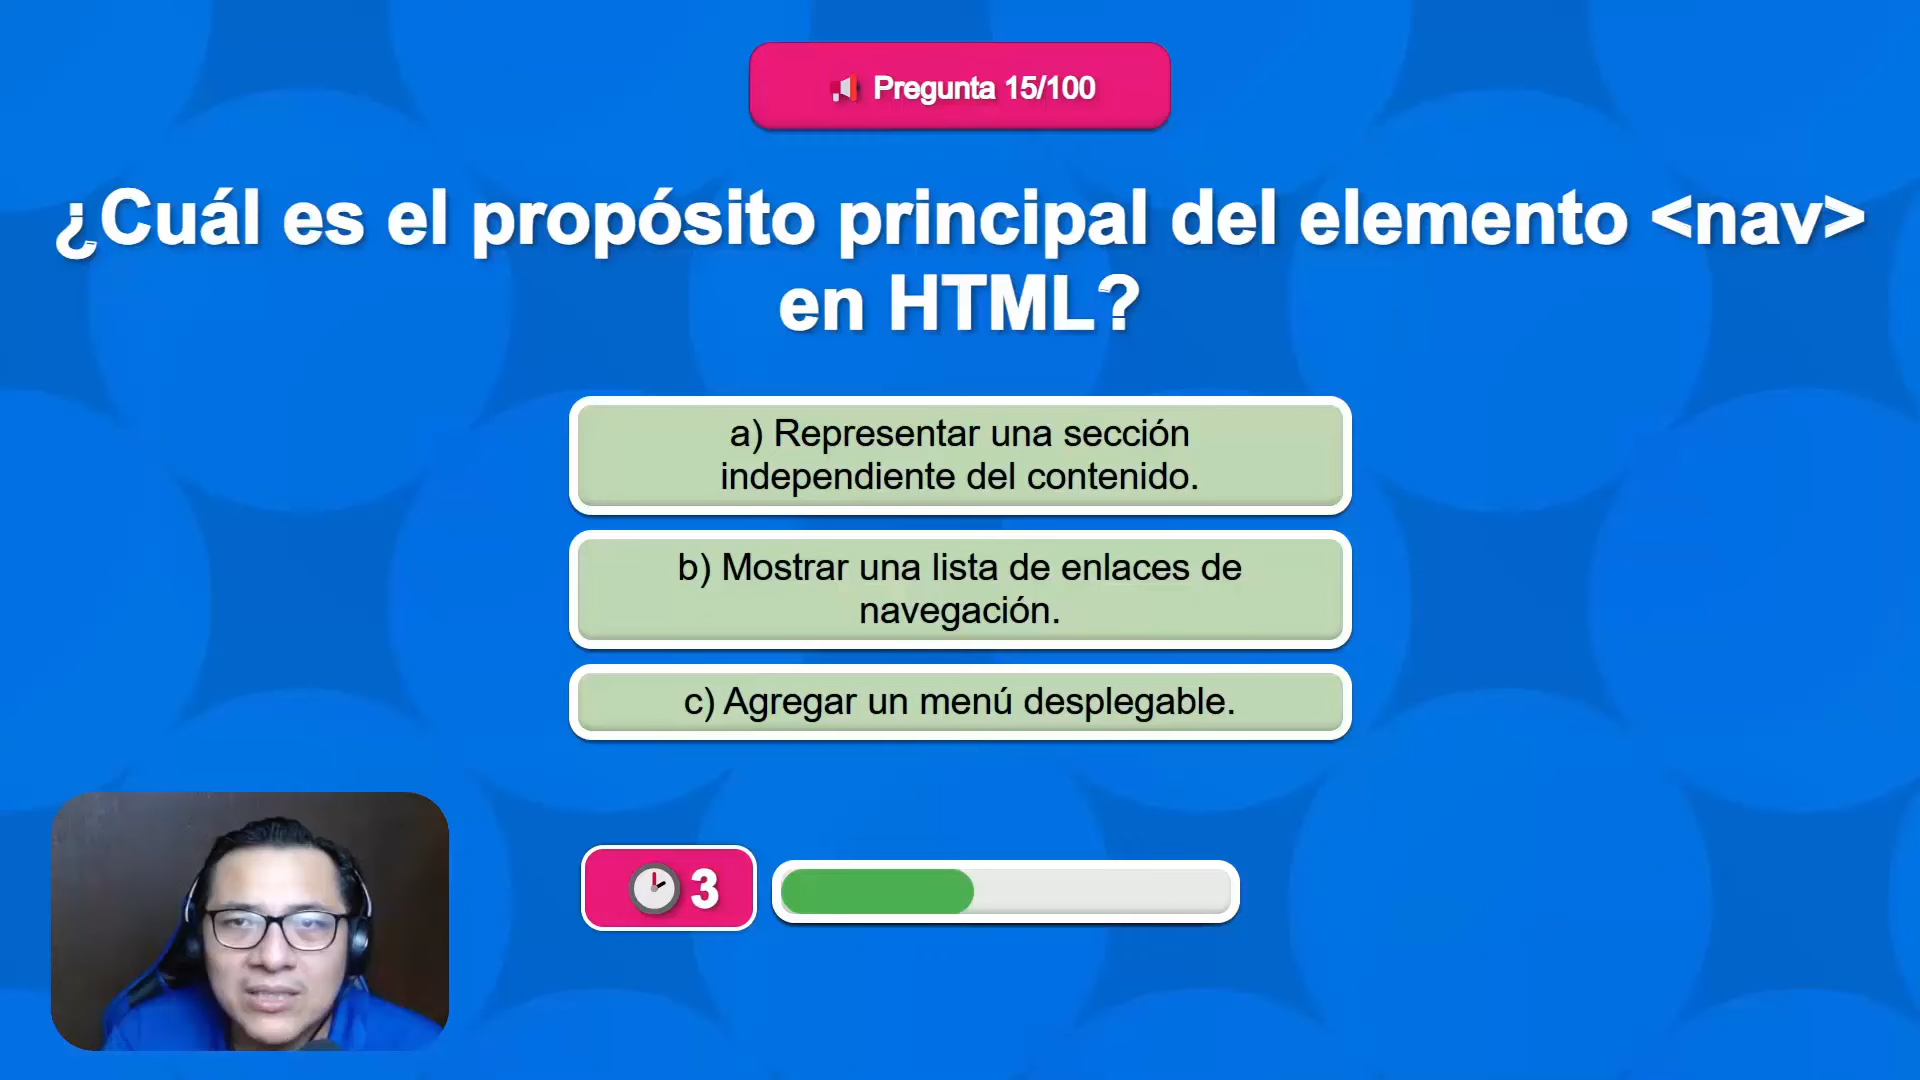 Pregunta 15/100
¿Cuál es el propósito principal del elemento <nav>
en HTML?
a) Representar una sección
independiente del contenido.
b) Mostrar una lista de enlaces de
navegación.
c) Agregar un menú desplegable.
3